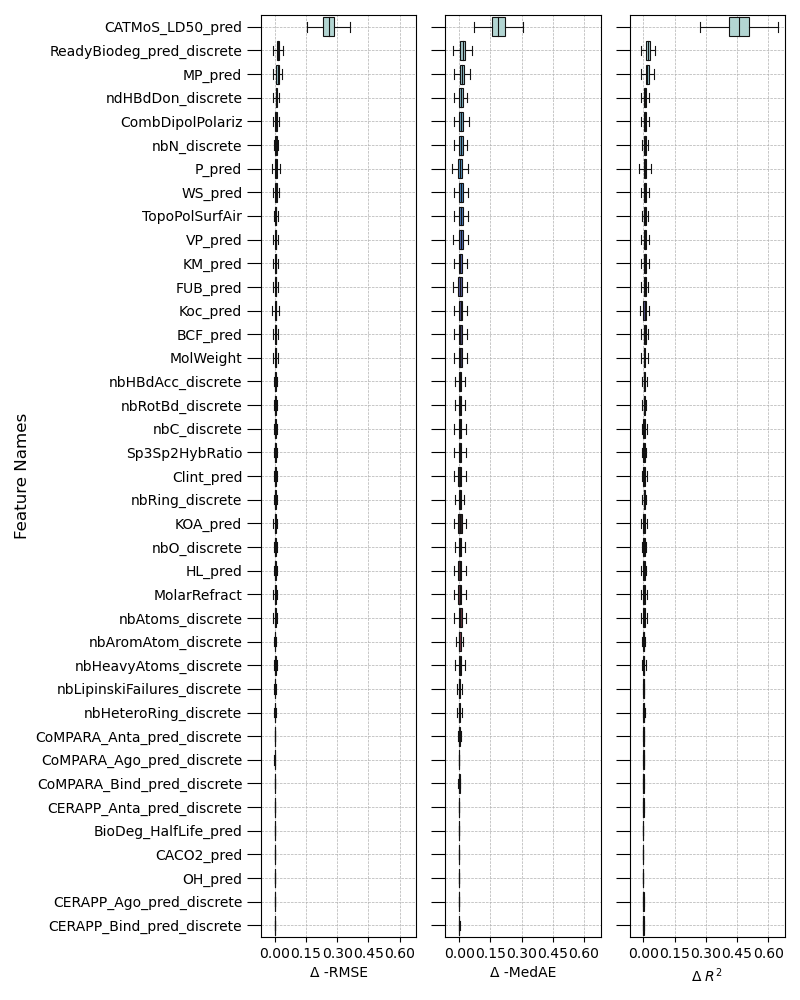 CATMoS_LD50_pred
ReadyBiodeg_pred_discrete
MP_pred
ndHBdDon_discrete
CombDipolPolariz
nbN_discrete
P_pred
WS_pred
TopoPolSurfAir
VP_pred
KM_pred
FUB_pred
Koc_pred
BCF_pred
MolWeight
nbHBdAcc_discrete
nbRotBd_discrete
nbC_discrete
Sp3Sp2HybRatio
Clint_pred
nbRing_discrete
KOA_pred
nbO_discrete
HL_pred
MolarRefract
nbAtoms_discrete
nbAromAtom_discrete
nbHeavyAtoms_discrete
nbLipinskiFailures_discrete
nbHeteroRing_discrete
CoMPARA_Anta_pred_discrete
CoMPARA_Ago_pred_discrete
CoMPARA_Bind_pred_discrete
CERAPP_Anta_pred_discrete
BioDeg_HalfLife_pred
CACO2_pred
OH_pred
CERAPP_Ago_pred_discrete
CERAPP_Bind_pred_discrete
Feature Names
0.00 0.15 0.30 0.45 0.60
Δ -RMSE
0.00 0.15 0.30 0.45 0.60
Δ -MedAE
0.00 0.15 0.30 0.45 0.60
Δ R²